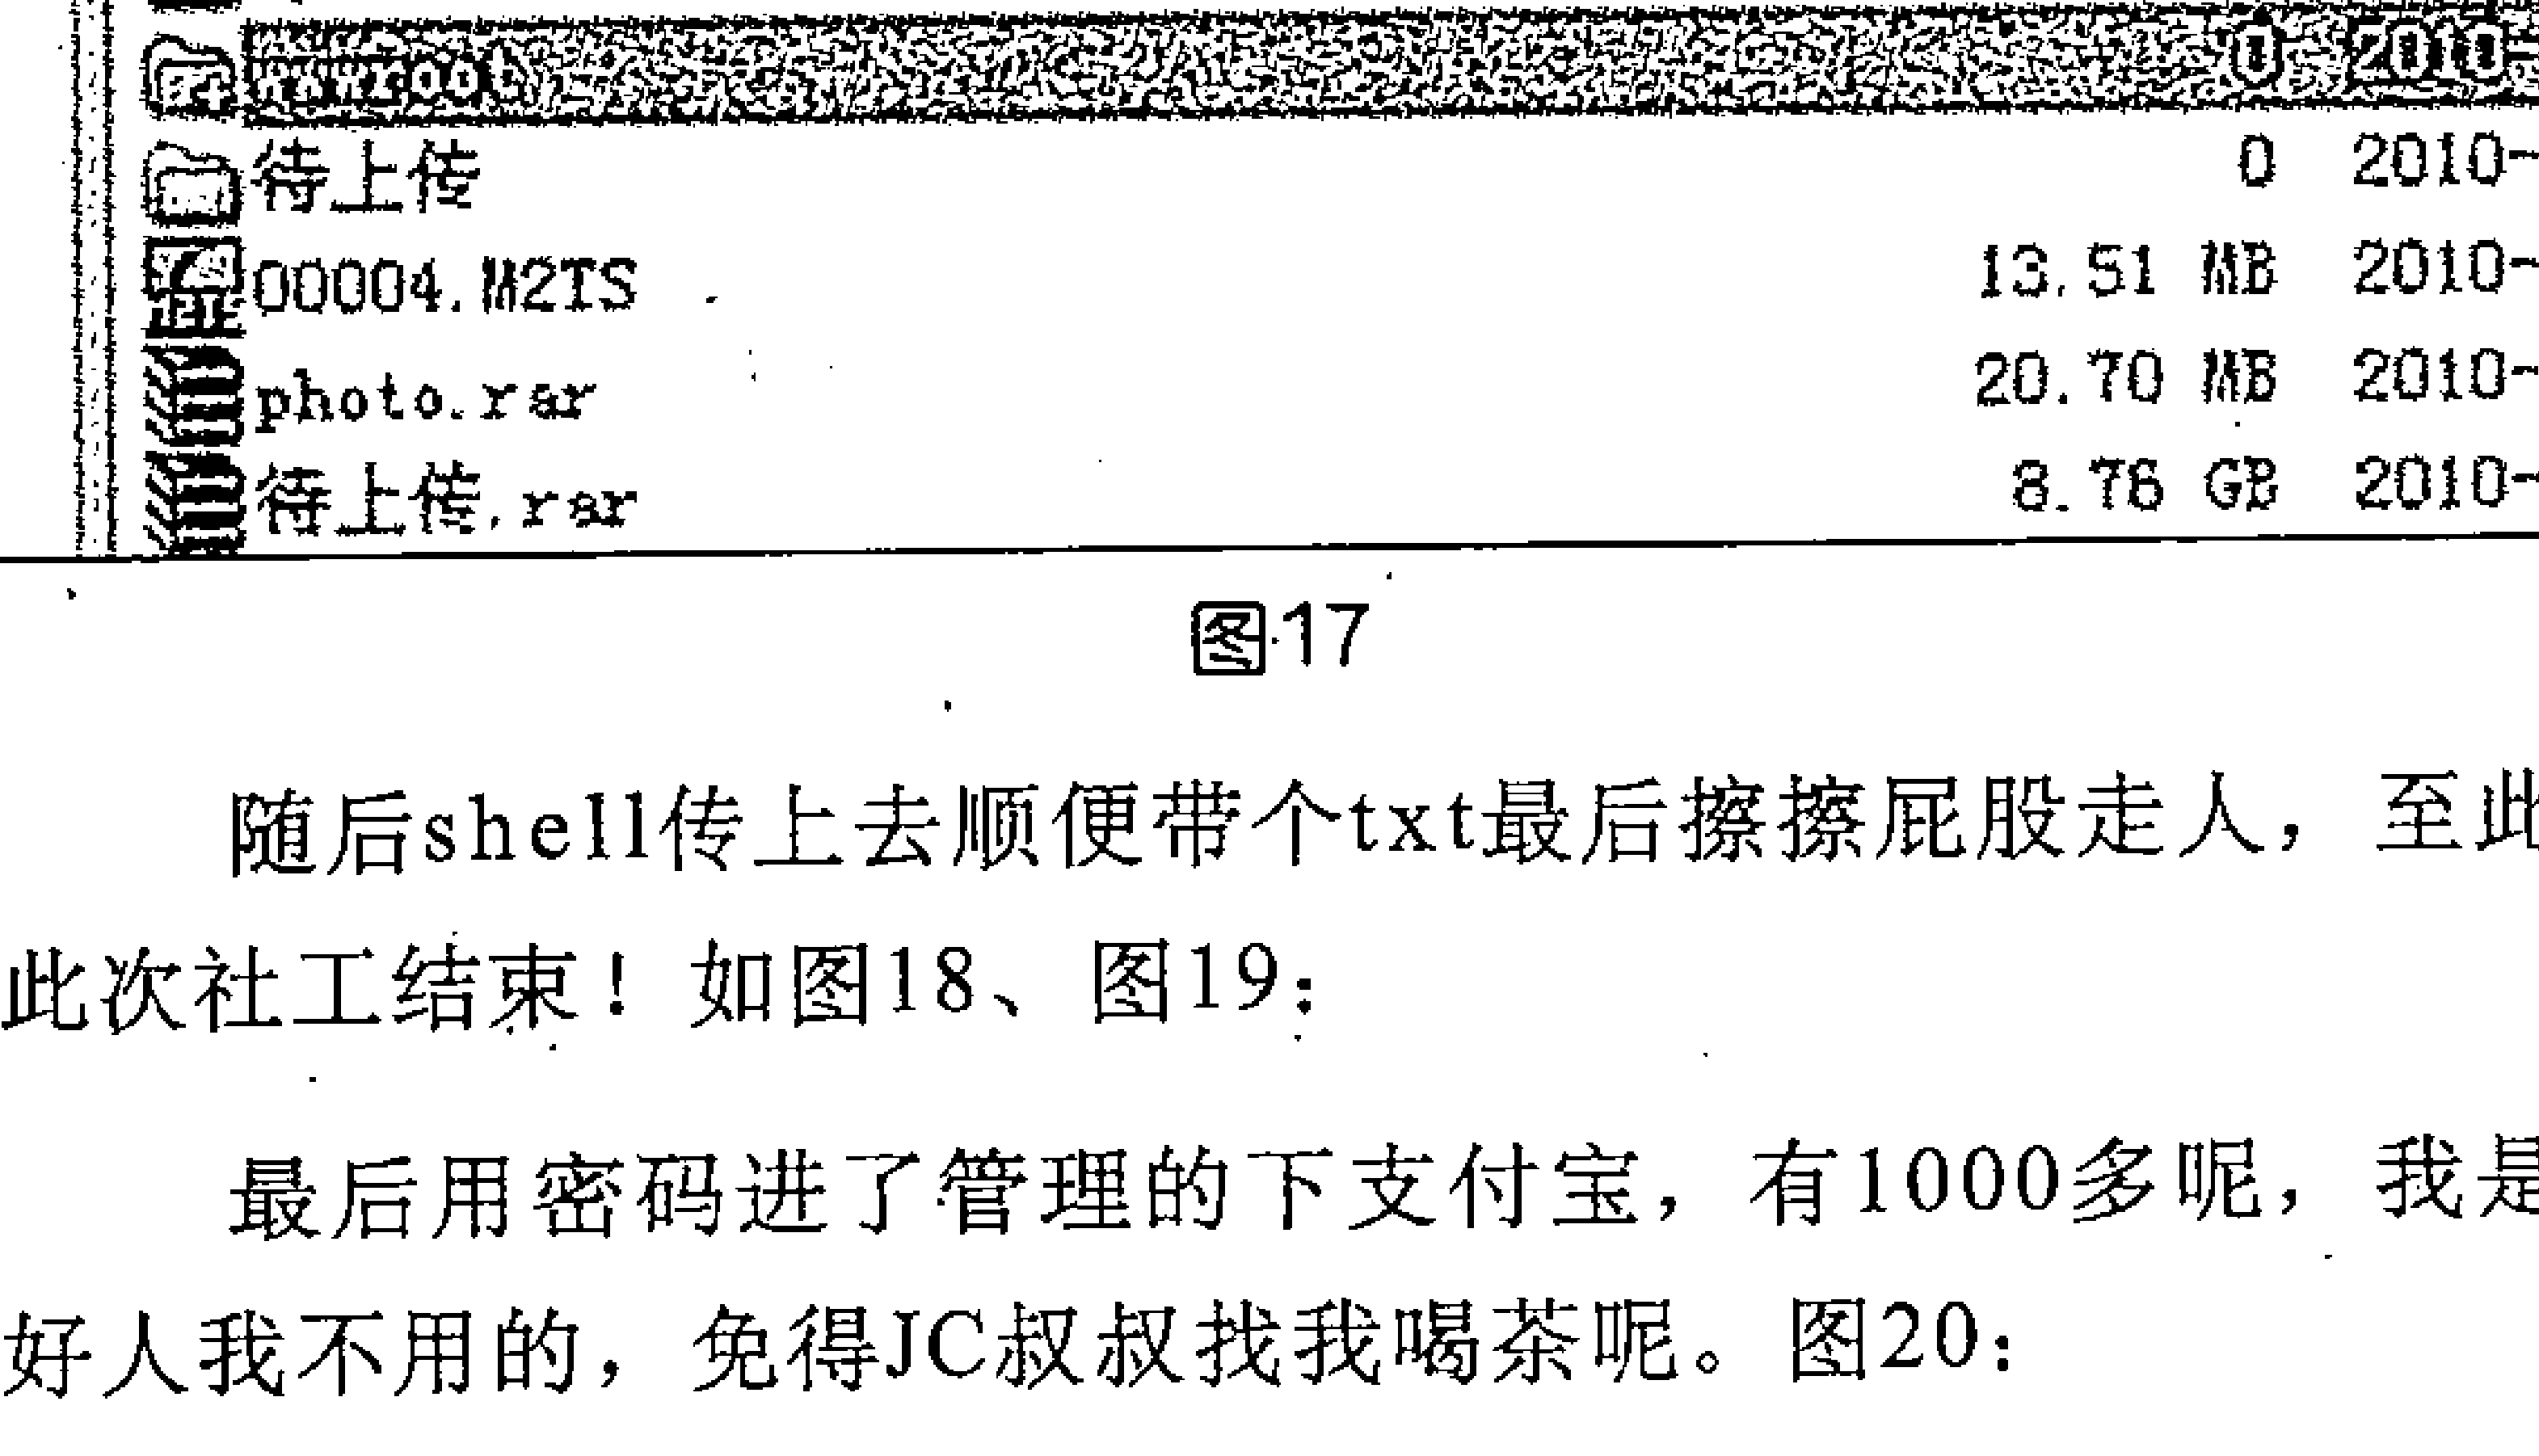 wwwroot 0 2010-
待上传 0 2010-
00004.M2TS 13.51 MB 2010-
photo.rar 20.70 MB 2010-
待上传.rar 8.76 GB 2010-
图17
随后shell传上去顺便带个txt最后擦擦屁股走人，至此
此次社工结束！如图18、图19：
最后用密码进了管理的下支付宝，有1000多呢，我是
好人我不用的，免得JC叔叔找我喝茶呢。图20：